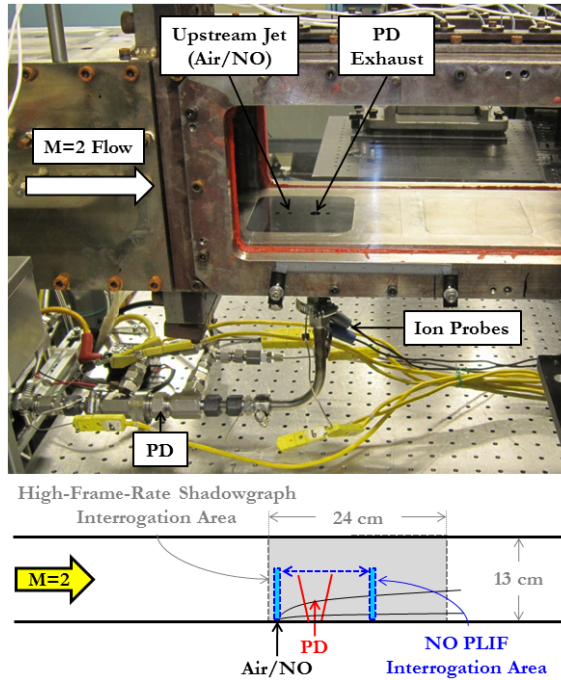 Upstream Jet
(Air/NO)
PD
Exhaust
M=2 Flow
Ion Probes
PD
High-Frame-Rate Shadowgraph
Interrogation Area
24 cm
M=2
13 cm
PD
Air/NO
NO PLIF
Interrogation Area